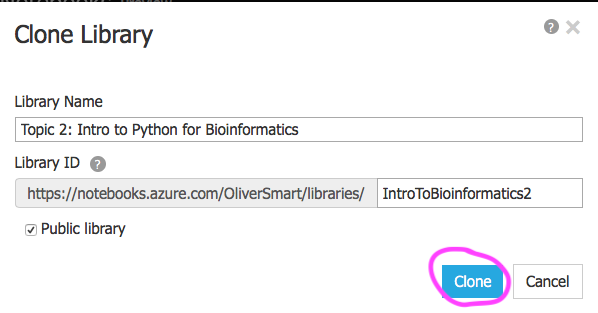 Clone Library
?
Library Name
Topic 2: Intro to Python for Bioinformatics
Library ID ?
https://notebooks.azure.com/OliverSmart/libraries/ IntroToBioinformatics2
Public library
Clone Cancel